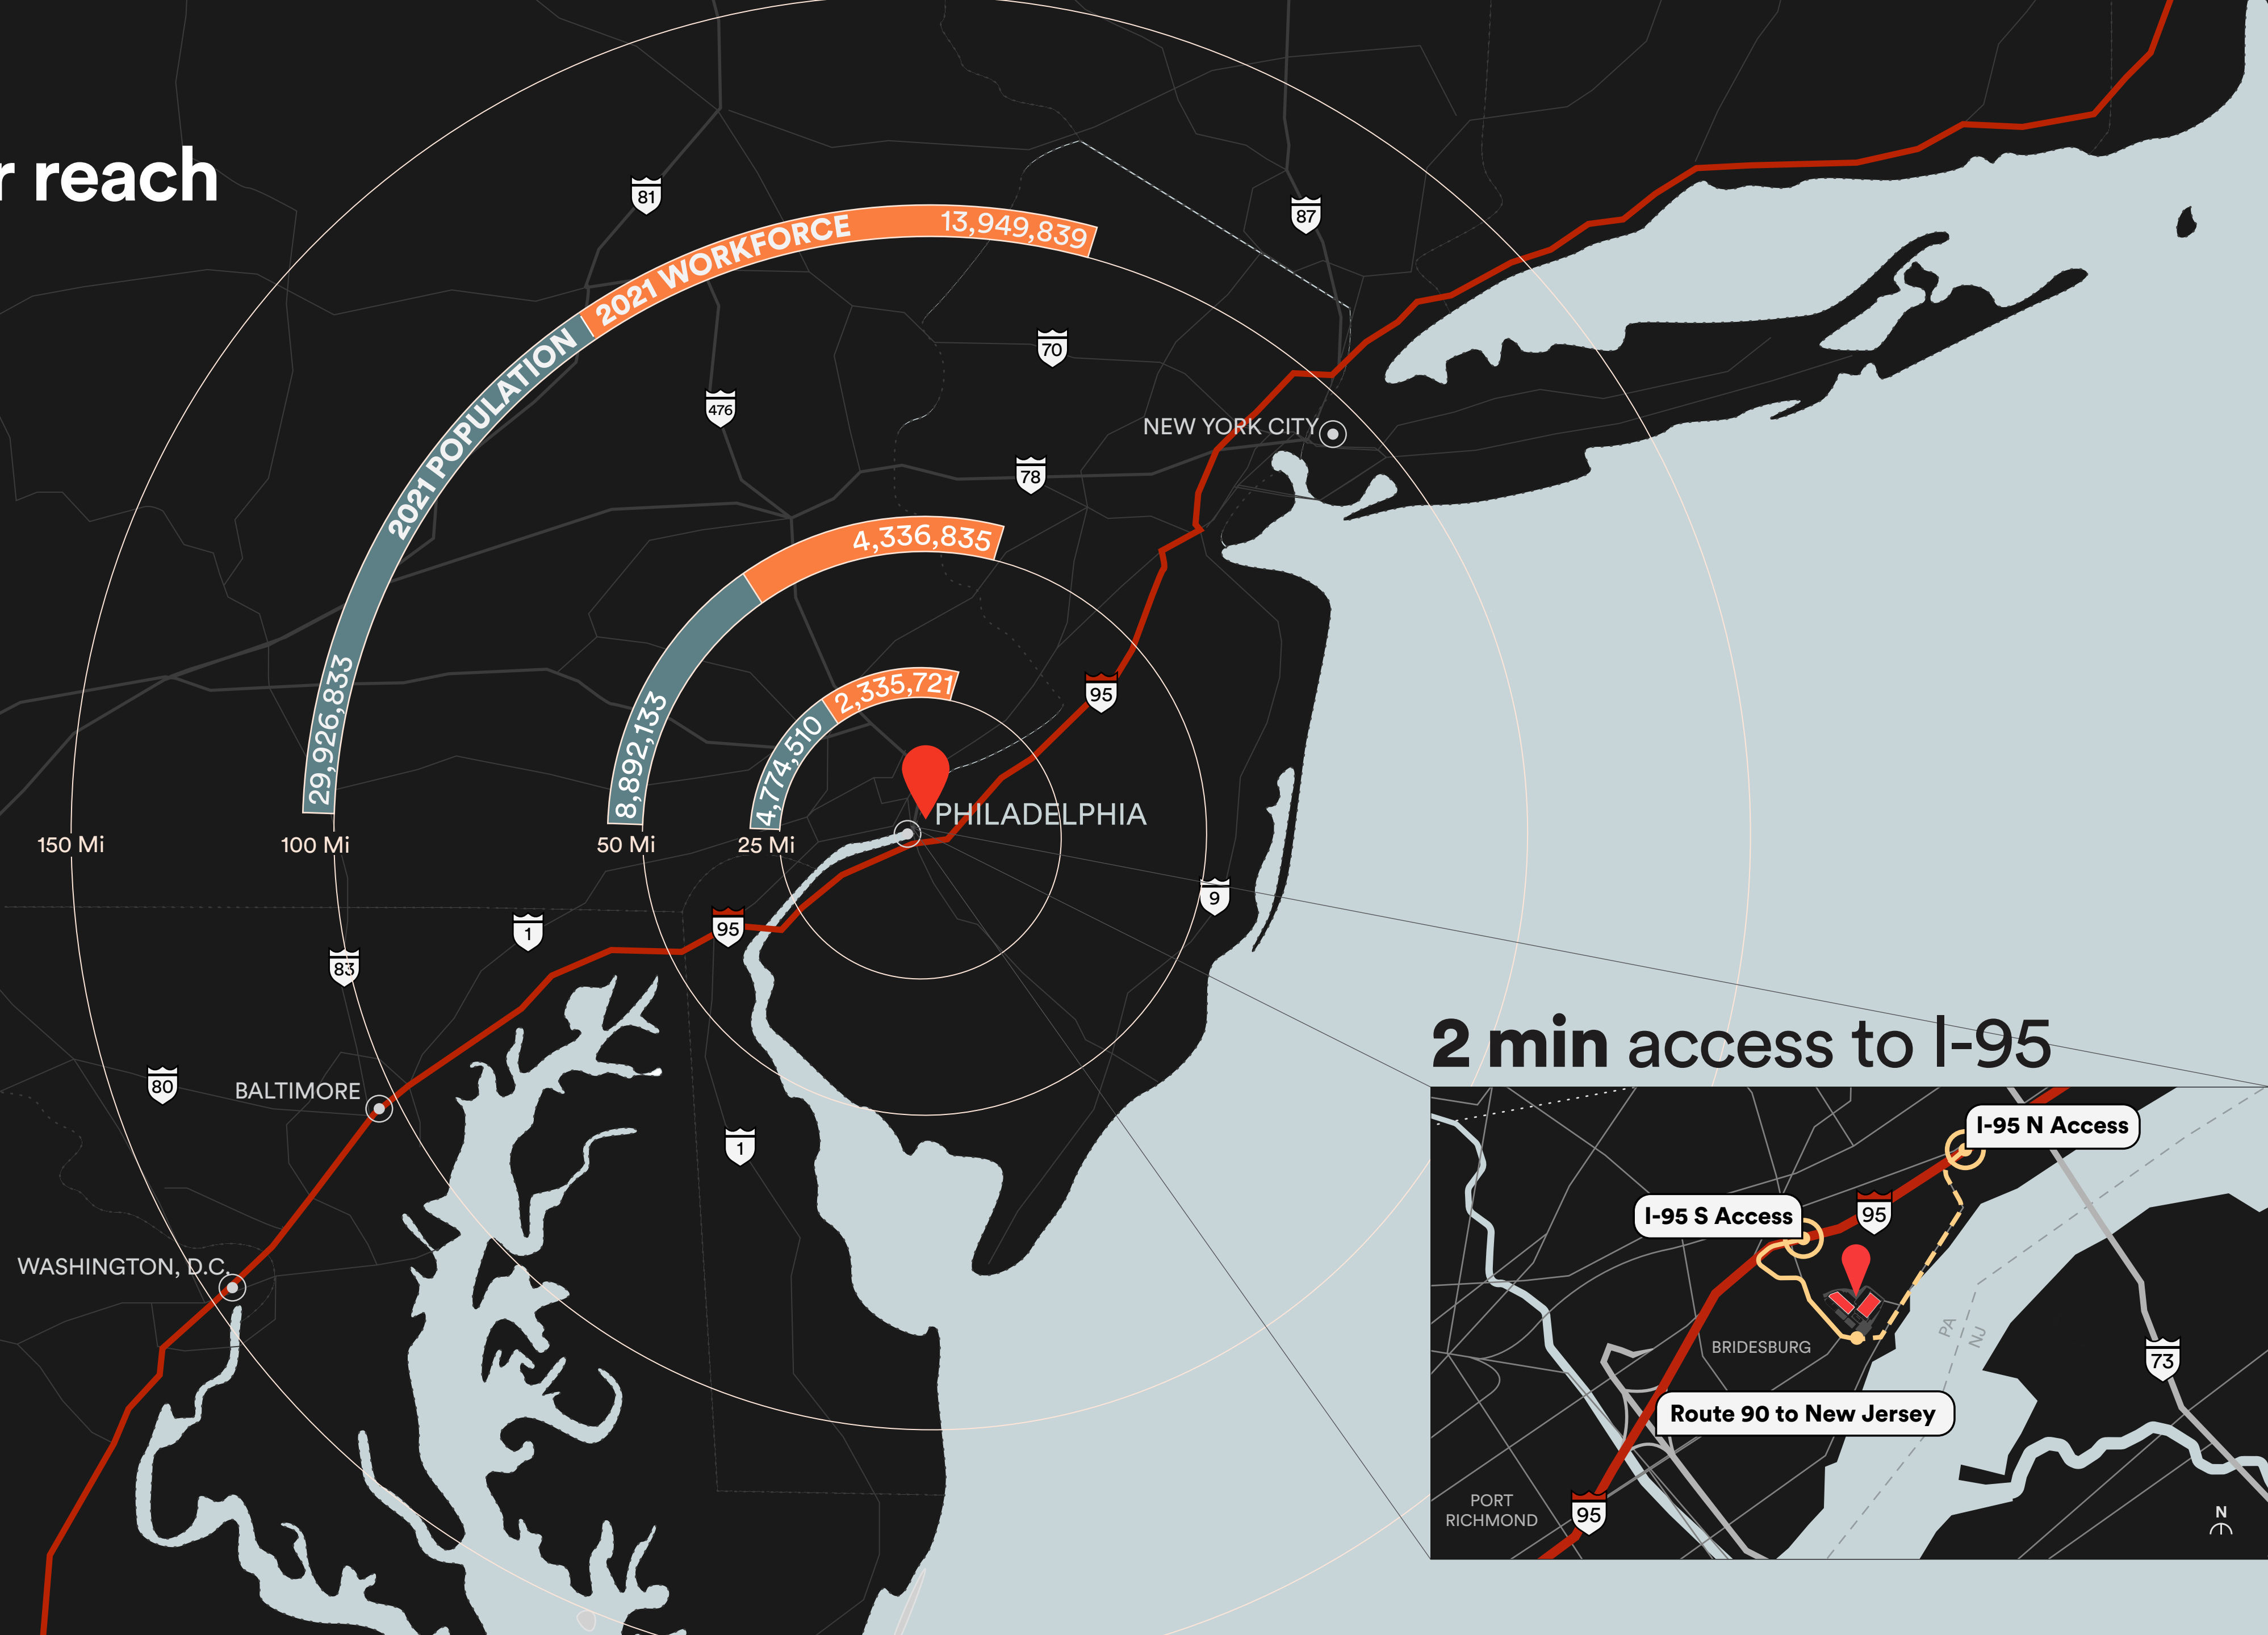 r reach
81
87
2021 WORKFORCE
13,949,839
2021 POPULATION
29,926,833
70
476
NEW YORK CITY
78
4,336,835
8,892,133
2,335,721
4,774,510
95
PHILADELPHIA
150 Mi
100 Mi
50 Mi
25 Mi
9
95
1
83
80
BALTIMORE
1
WASHINGTON, D.C.
2 min access to I-95
I-95 N Access
I-95 S Access
95
PA
NJ
BRIDESBURG
73
Route 90 to New Jersey
PORT
RICHMOND
95
N